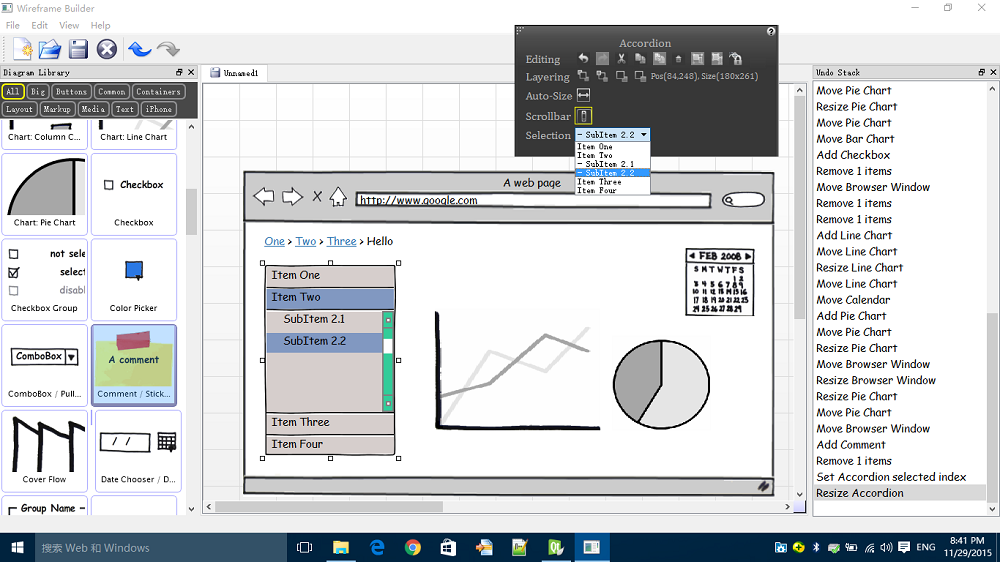 Wireframe Builder
File Edit View Help
Diagram Library
All Big Buttons Common Containers
Layout Markup Media Text iPhone
Chart: Column C... Chart: Line Chart
Checkbox
Chart: Pie Chart Checkbox
not sele
selec
disab
Checkbox Group Color Picker
ComboBox A comment
ComboBox / Pull... Comment / Stick...
/ /
Cover Flow Date Chooser / D...
Group Name
Unnamed1
Accordion
Editing
Layering Pos(84,248), Size(180x261)
Auto-Size
Scrollbar
Selection - SubItem 2.2
Item One
Item Two
- SubItem 2.1
- SubItem 2.2
Item Three
Item Four
A web page
http://www.google.com
One > Two > Three > Hello
Item One
Item Two
SubItem 2.1
SubItem 2.2
Item Three
Item Four
FEB 2008
S M T W T F S
1 2
3 4 5 6 7 8 9
10 11 12 13 14 15 16
17 18 19 20 21 22 23
24 25 26 27 28 29
Undo Stack
Move Pie Chart
Resize Pie Chart
Move Pie Chart
Move Bar Chart
Add Checkbox
Remove 1 items
Move Browser Window
Remove 1 items
Remove 1 items
Add Line Chart
Move Line Chart
Resize Line Chart
Move Line Chart
Move Calendar
Add Pie Chart
Move Pie Chart
Resize Pie Chart
Move Browser Window
Resize Browser Window
Resize Pie Chart
Move Pie Chart
Move Browser Window
Add Comment
Remove 1 items
Set Accordion selected index
Resize Accordion
搜索 Web 和 Windows
ENG
8:41 PM
11/29/2015